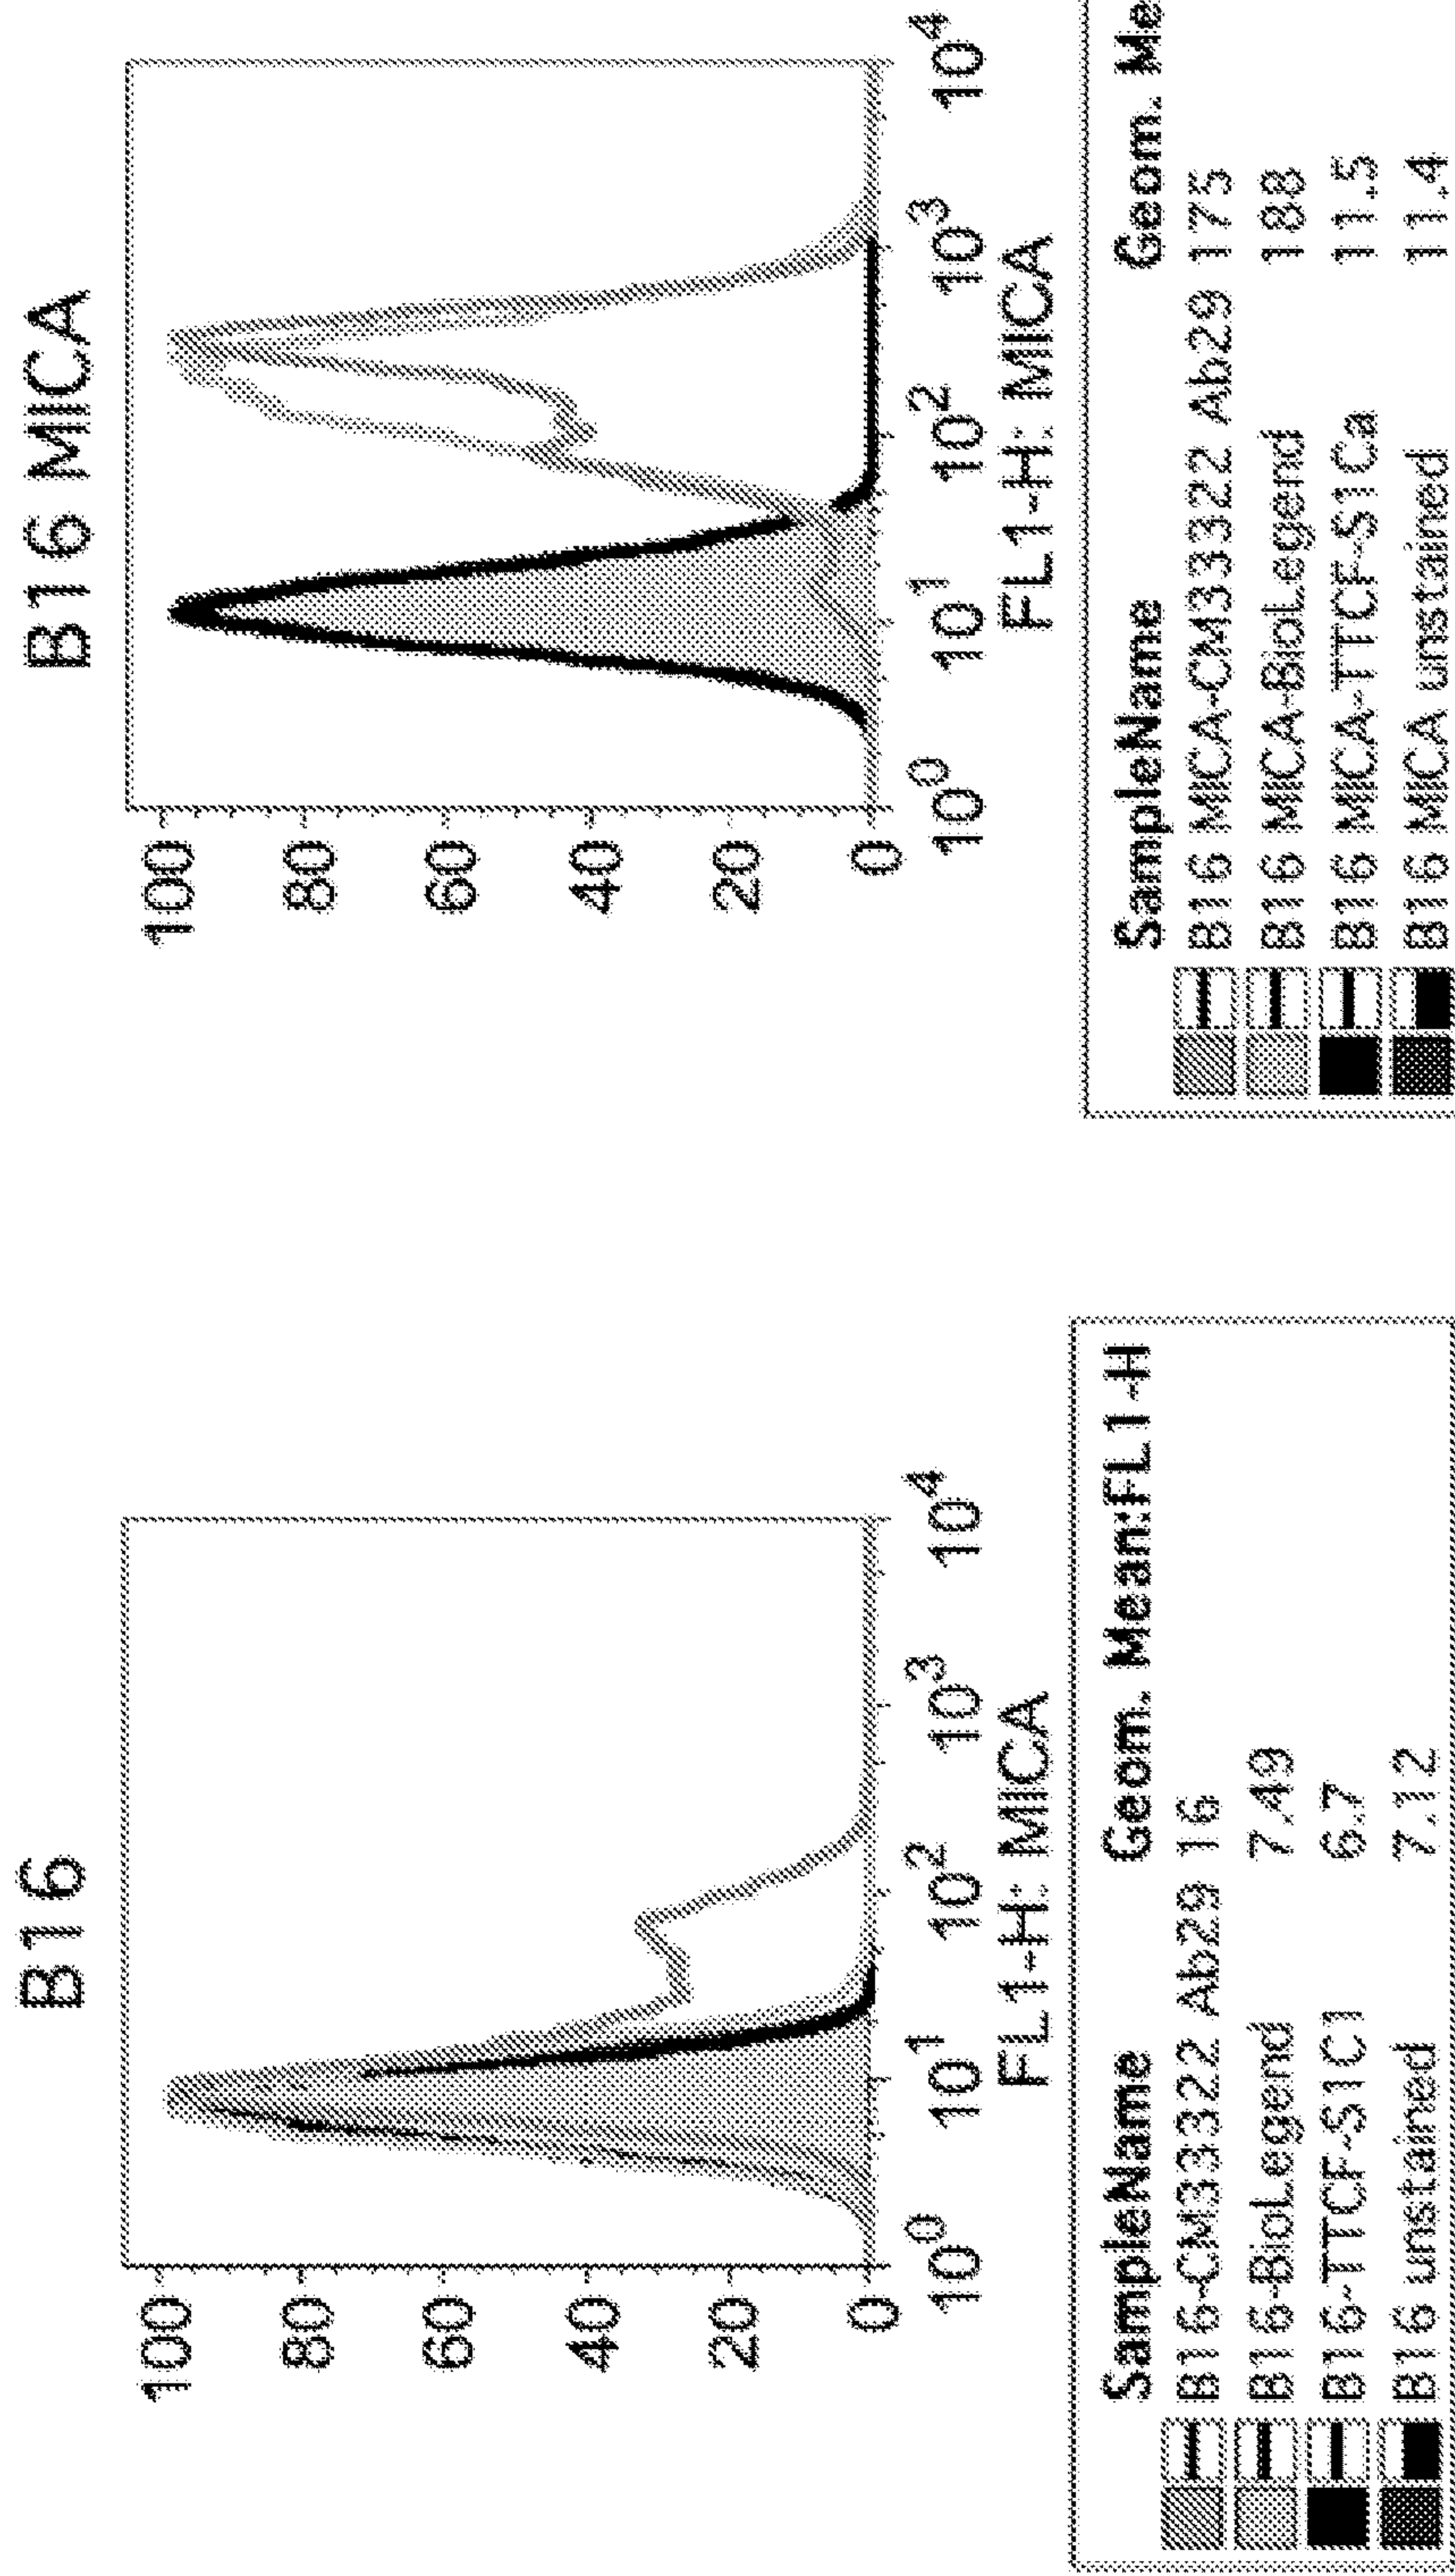 B16
100
80
60
40
20
0
10^0 10^1 10^2 10^3 10^4
FL1-H: MICA
SampleName Geom. Mean:FL1-H
B16-CM33322 Ab29 16
B16-BioLegend 7.49
B16-TTCF-S1C1 6.7
B16 unstained 7.12
B16 MICA
100
80
60
40
20
0
10^0 10^1 10^2 10^3 10^4
FL1-H: MICA
SampleName Geom. Me
B16 MICA-CM33322 Ab29 175
B16 MICA-BioLegend 188
B16 MICA-TTCF-S1Ca 11.5
B16 MICA unstained 11.4